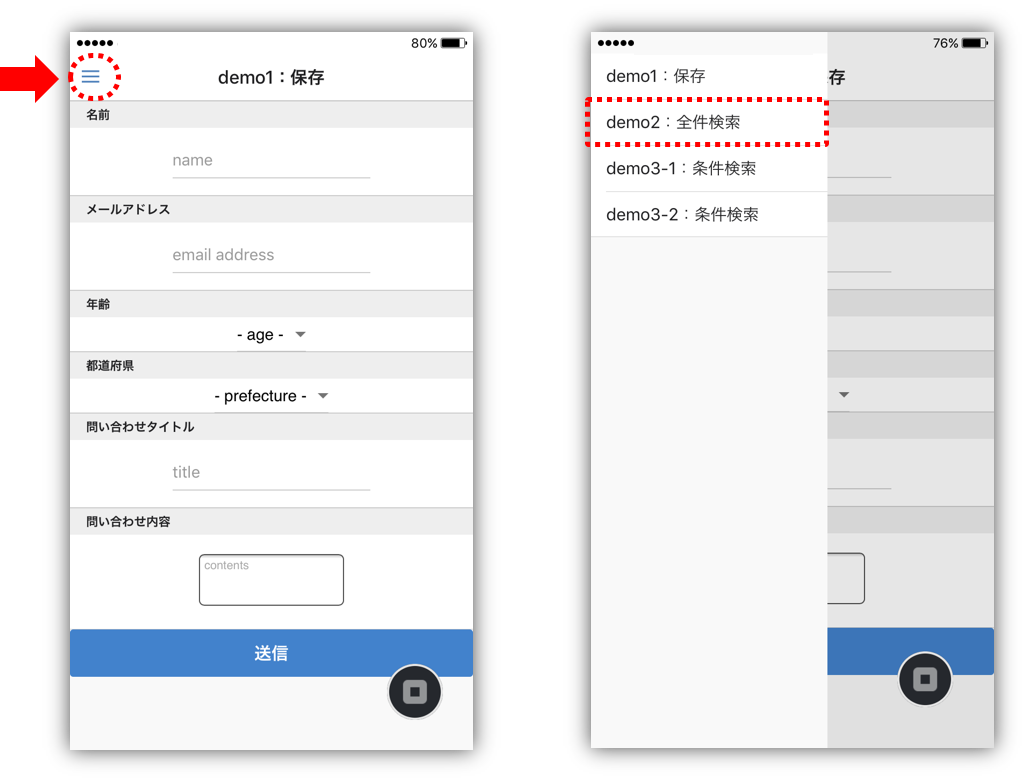 80%
demo1：保存
名前
name
メールアドレス
email address
年齢
- age -
都道府県
- prefecture -
問い合わせタイトル
title
問い合わせ内容
contents
送信
76%
存
demo1：保存
demo2：全件検索
demo3-1：条件検索
demo3-2：条件検索